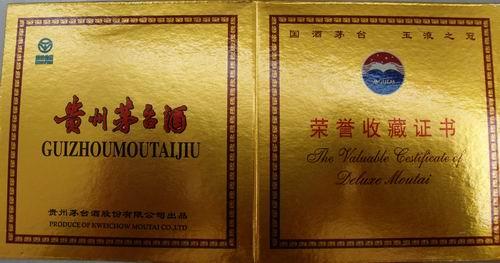 贵州茅台酒
GUIZHOUMOUTAIJIU
贵州茅台酒股份有限公司出品
PRODUCE OF KWEICHOW MOUTAI CO.,LTD
国酒茅台 玉液之冠
MOUTAI
荣誉收藏证书
The Valuable Certificate of
Deluxe Moutai